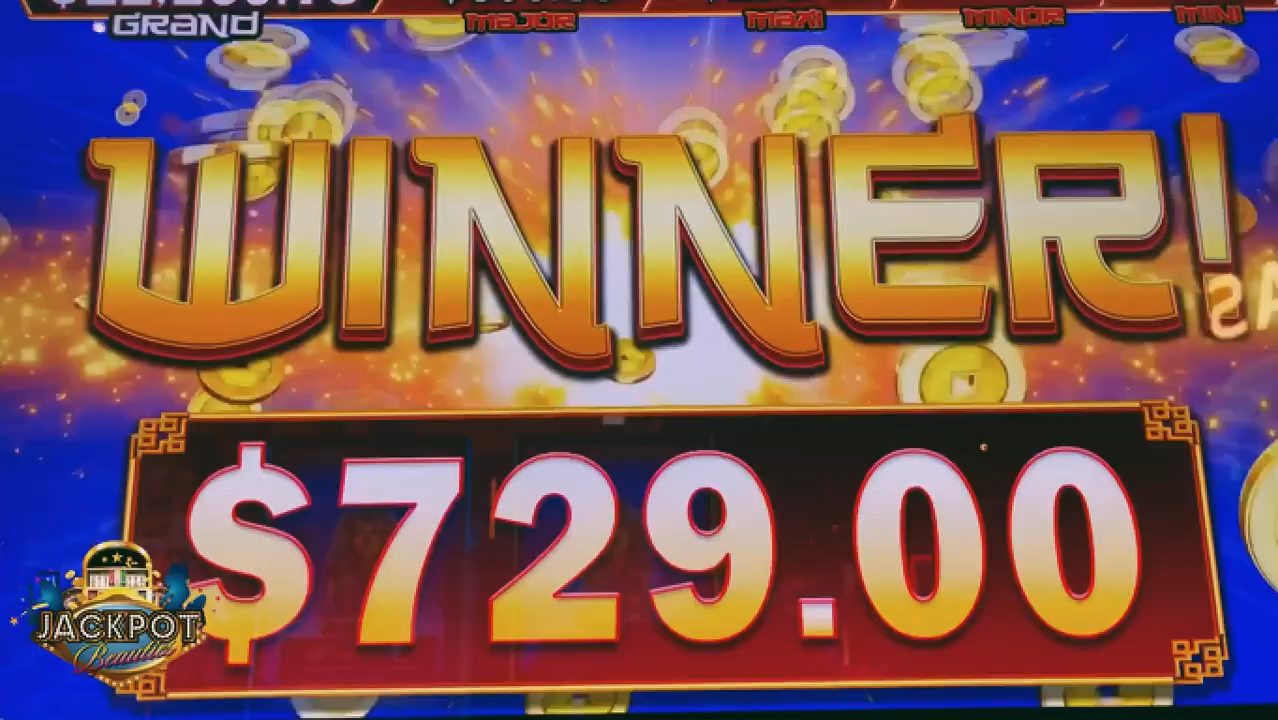 GRAND MAJOR MAXI MINOR MINI
WINNER!
$729.00
JACKPOT
Beauties